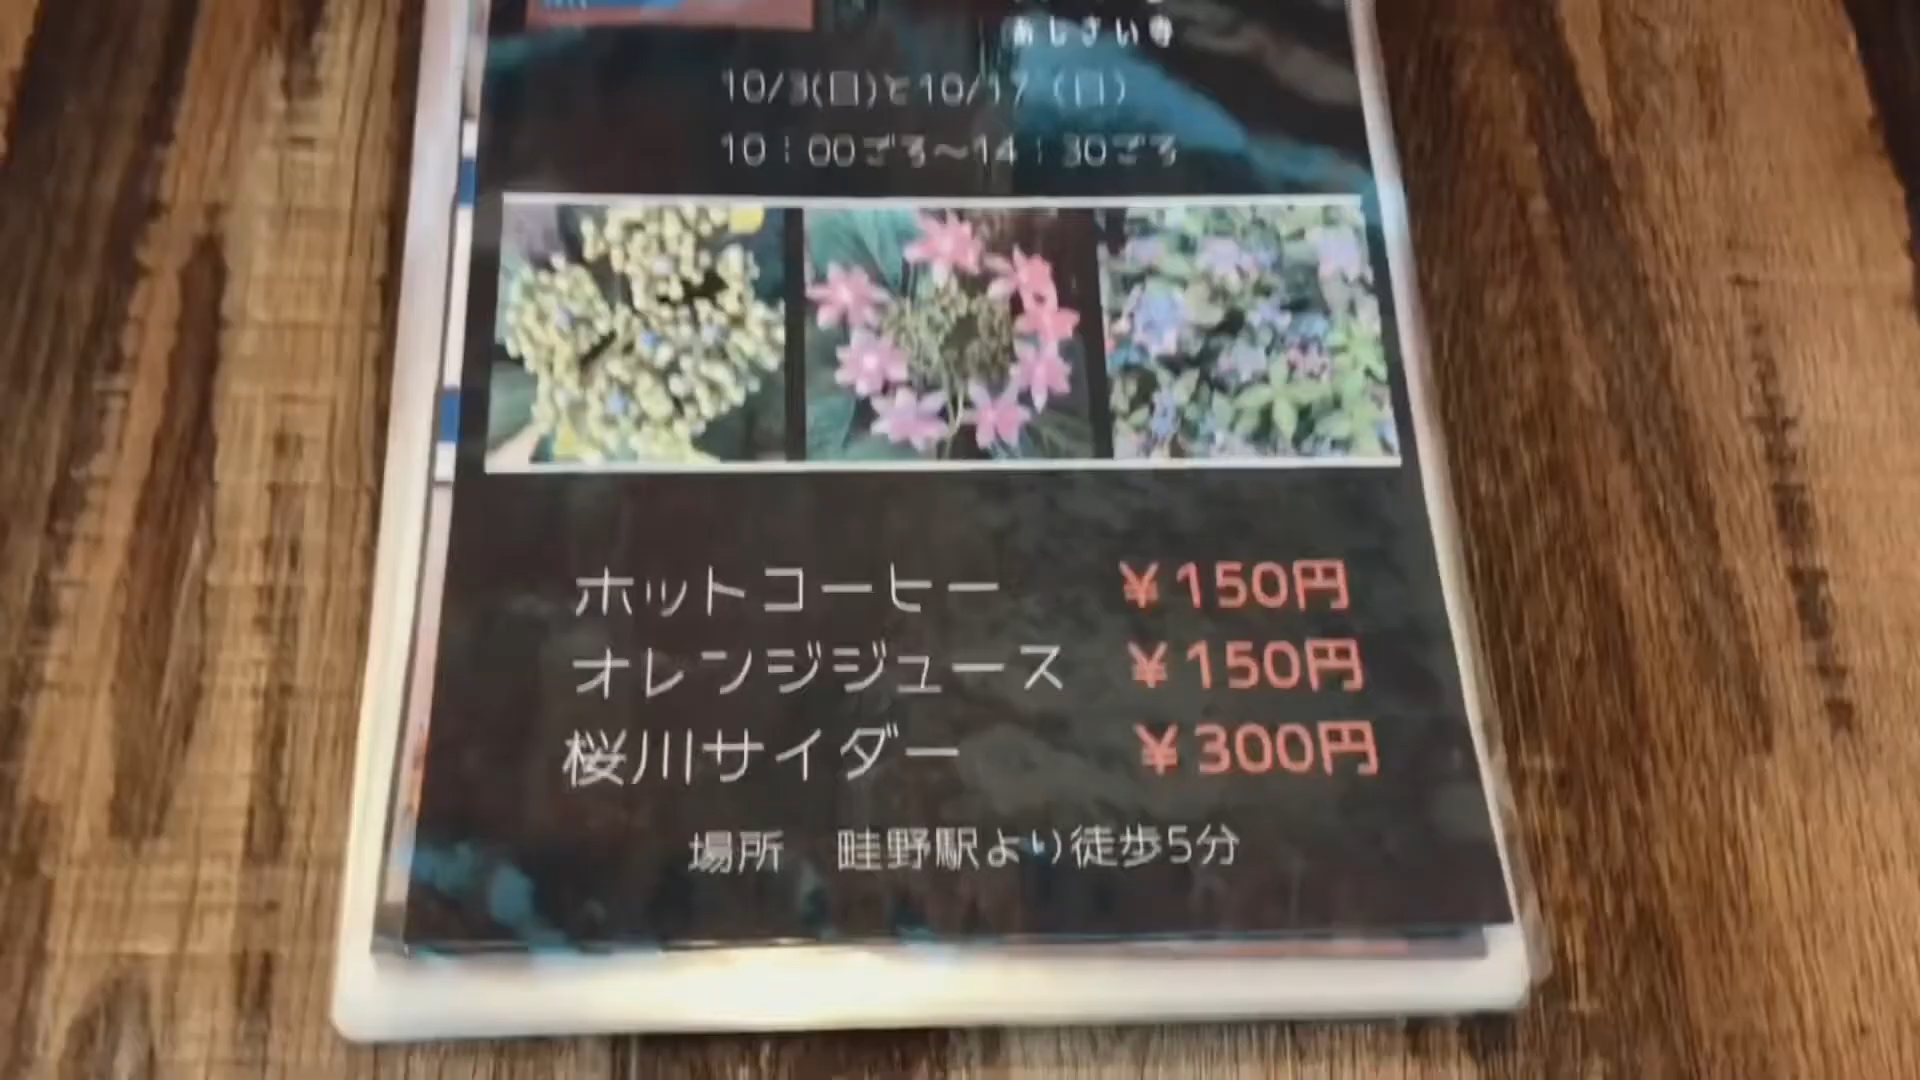 あじさい寺
10/3(日)と10/17（日）
10：00ごろ～14：30ごろ
ホットコーヒー ￥150円
オレンジジュース ￥150円
桜川サイダー ￥300円
場所 畦野駅より徒歩5分